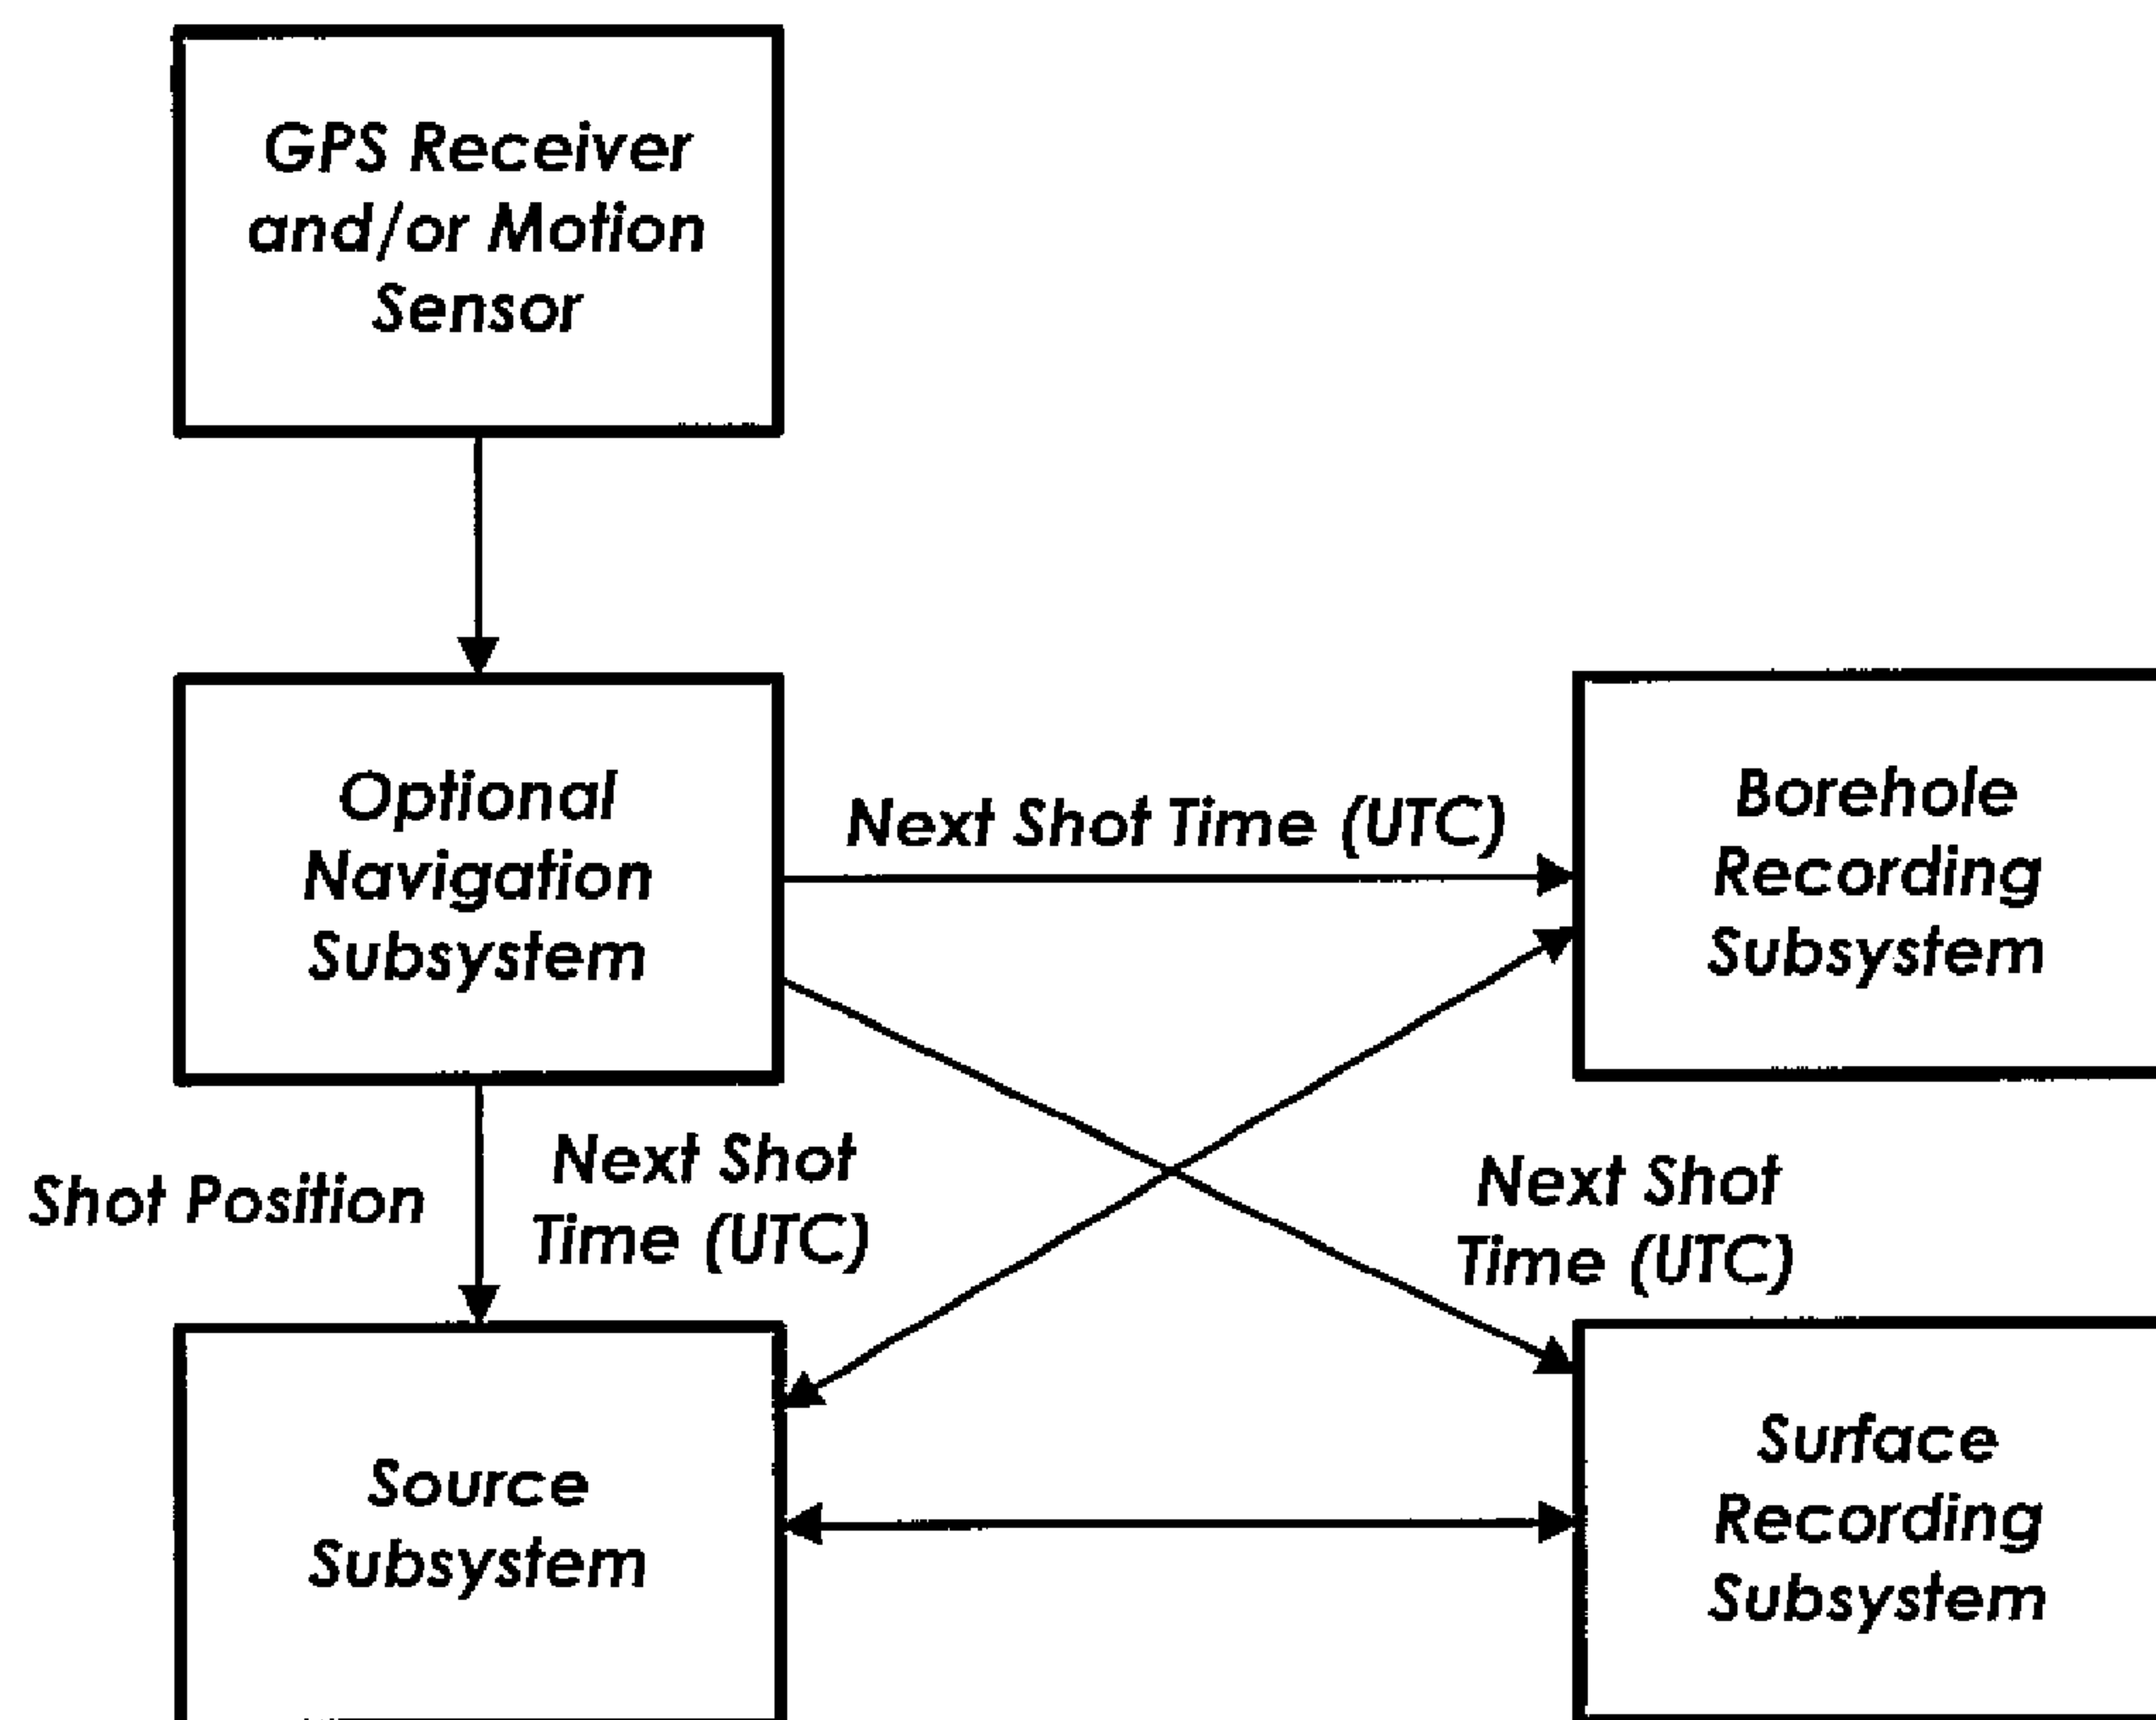 GPS Receiver
and/or Motion
Sensor
Optional
Navigation
Subsystem
Next Shot Time (UTC)
Borehole
Recording
Subsystem
Shot Position
Next Shot
Time (UTC)
Next Shot
Time (UTC)
Source
Subsystem
Surface
Recording
Subsystem